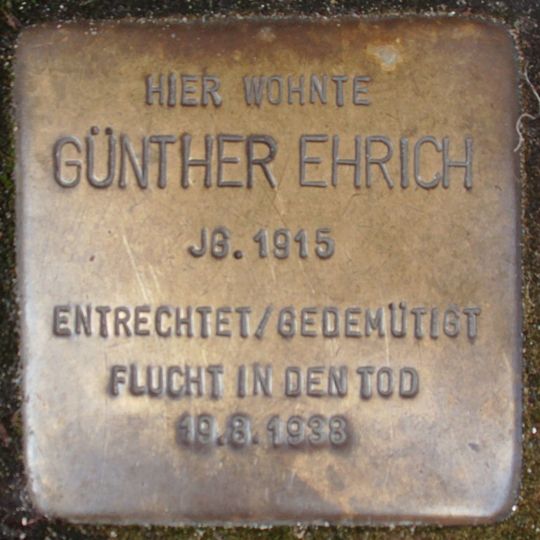 HIER WOHNTE
GÜNTHER EHRICH
JG. 1915
ENTRECHTET/GEDEMÜTIGT
FLUCHT IN DEN TOD
19.8.1938